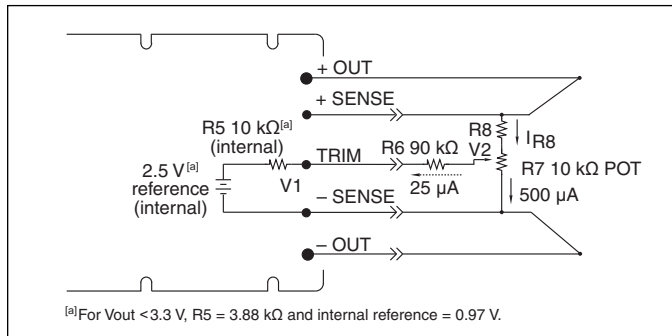 + OUT
+ SENSE
R5 10 kΩ[a]
(internal)
TRIM
R6 90 kΩ
R8
V2
IR8
2.5 V[a]
reference
(internal)
V1
25 µA
R7 10 kΩ POT
500 µA
– SENSE
– OUT
[a]For Vout <3.3 V, R5 = 3.88 kΩ and internal reference = 0.97 V.